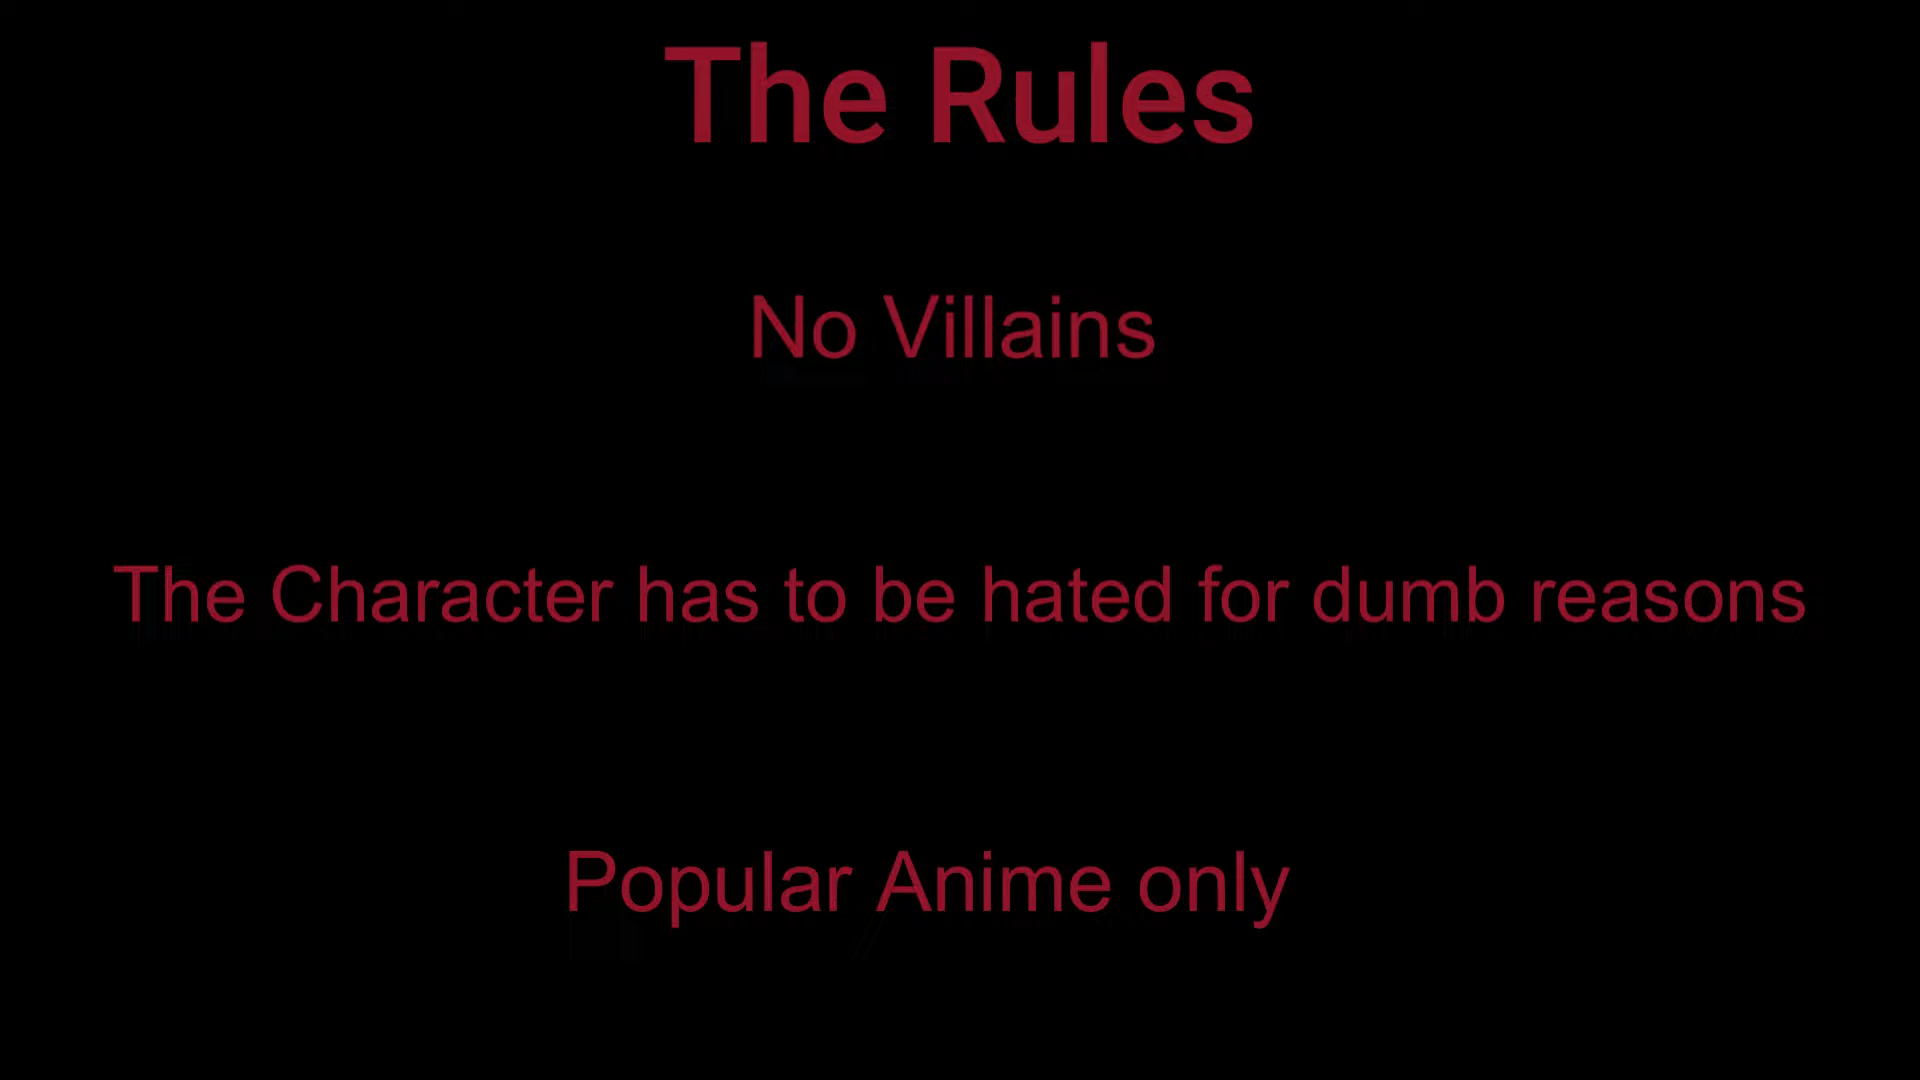 The Rules
No Villains
The Character has to be hated for dumb reasons
Popular Anime only